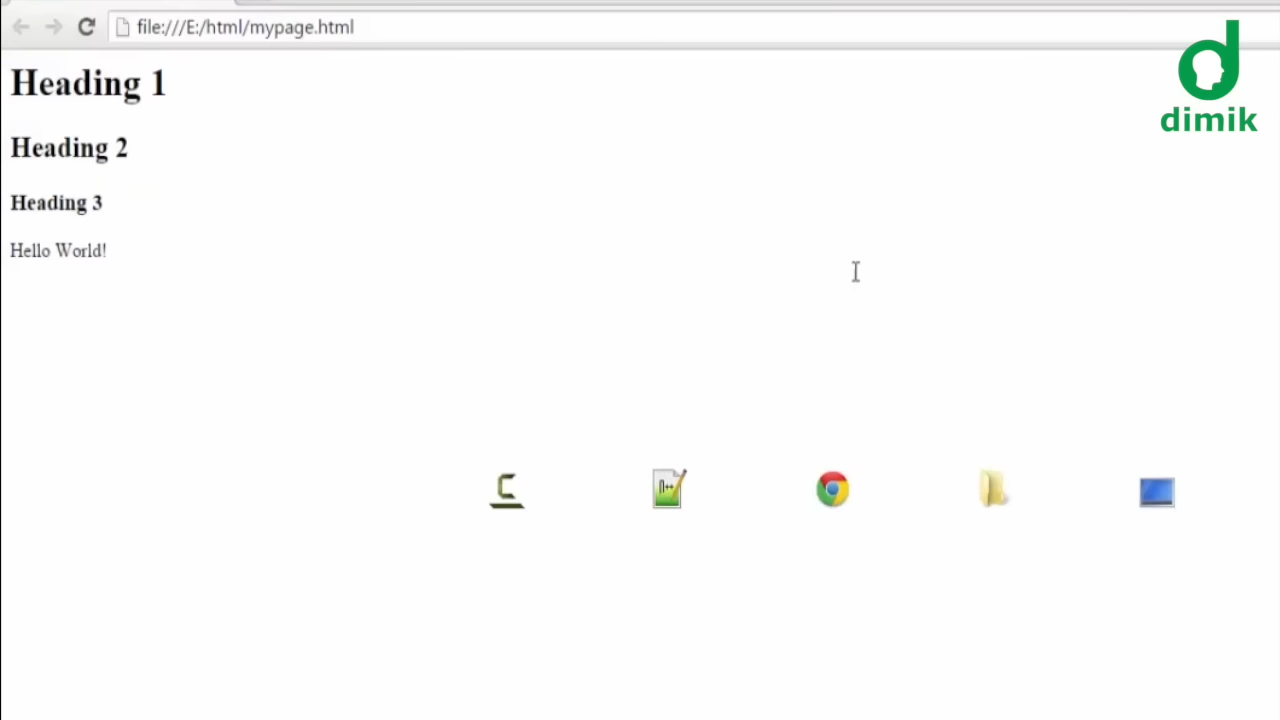 file:///E:/html/mypage.html
dimik
Heading 1
Heading 2
Heading 3
Hello World!